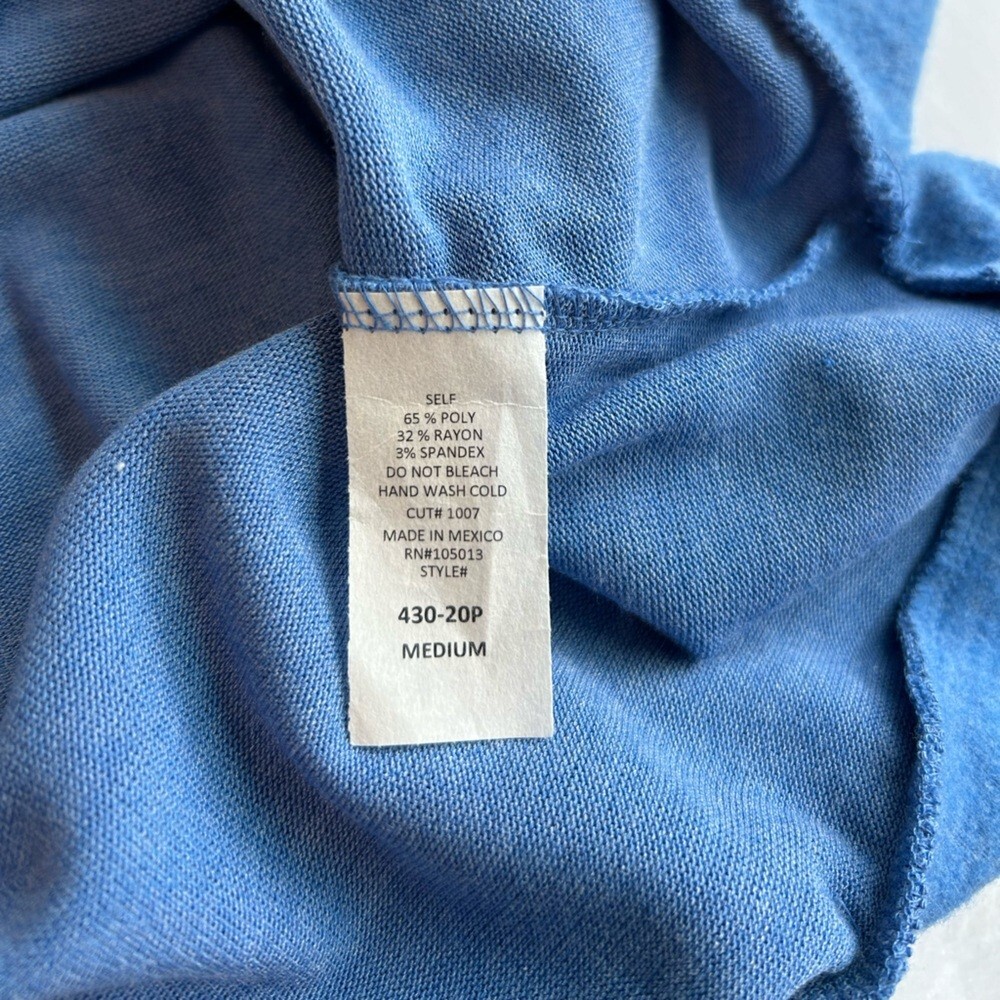 SELF
65 % POLY
32 % RAYON
3% SPANDEX
DO NOT BLEACH
HAND WASH COLD
CUT# 1007
MADE IN MEXICO
RN#105013
STYLE#
430-20P
MEDIUM